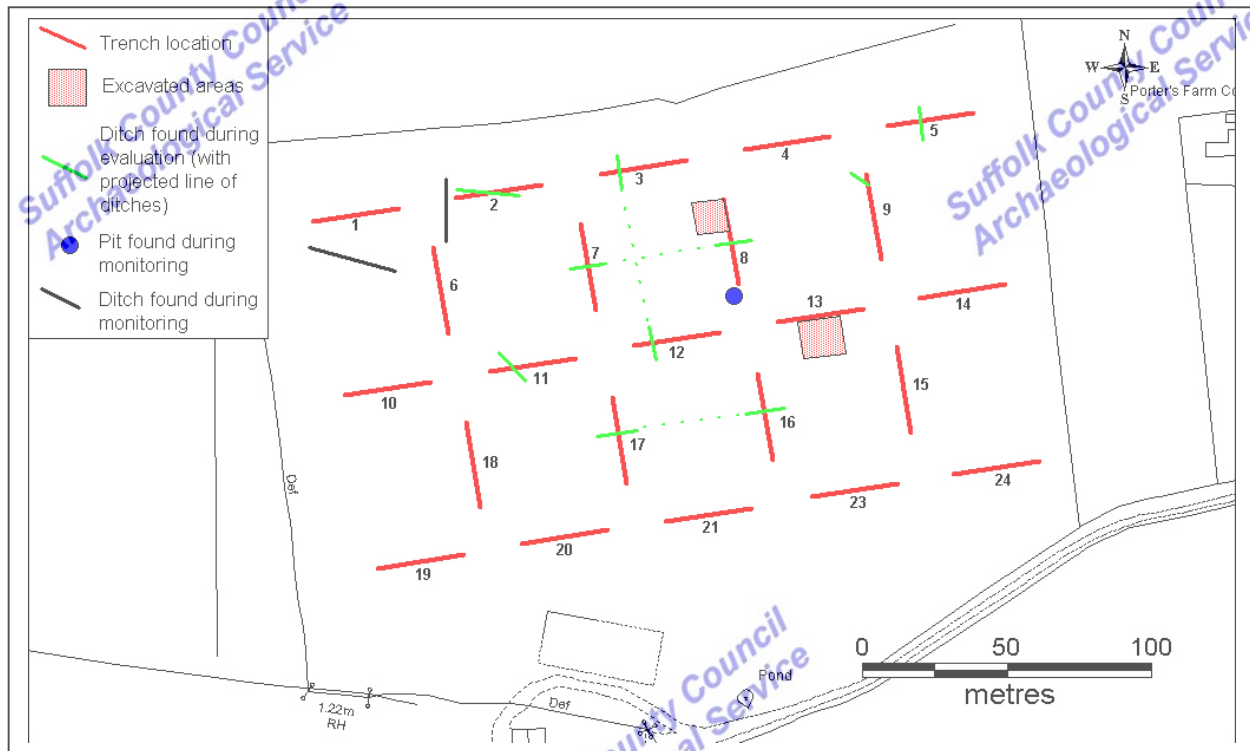 Trench location
Excavated areas
Ditch found during
evaluation (with
projected line of
ditches)
Pit found during
monitoring
Ditch found during
monitoring
Suffolk County Council
Archaeological Service
Suffolk County Counc
Archaeological Service
Suffolk County Council
Archaeological Service
N
W
E
S
Porter's Farm Co
1
2
3
4
5
6
7
8
9
10
11
12
13
14
15
16
17
18
19
20
21
23
24
Def
Def
1.22m
RH
Pond
0
50
100
metres